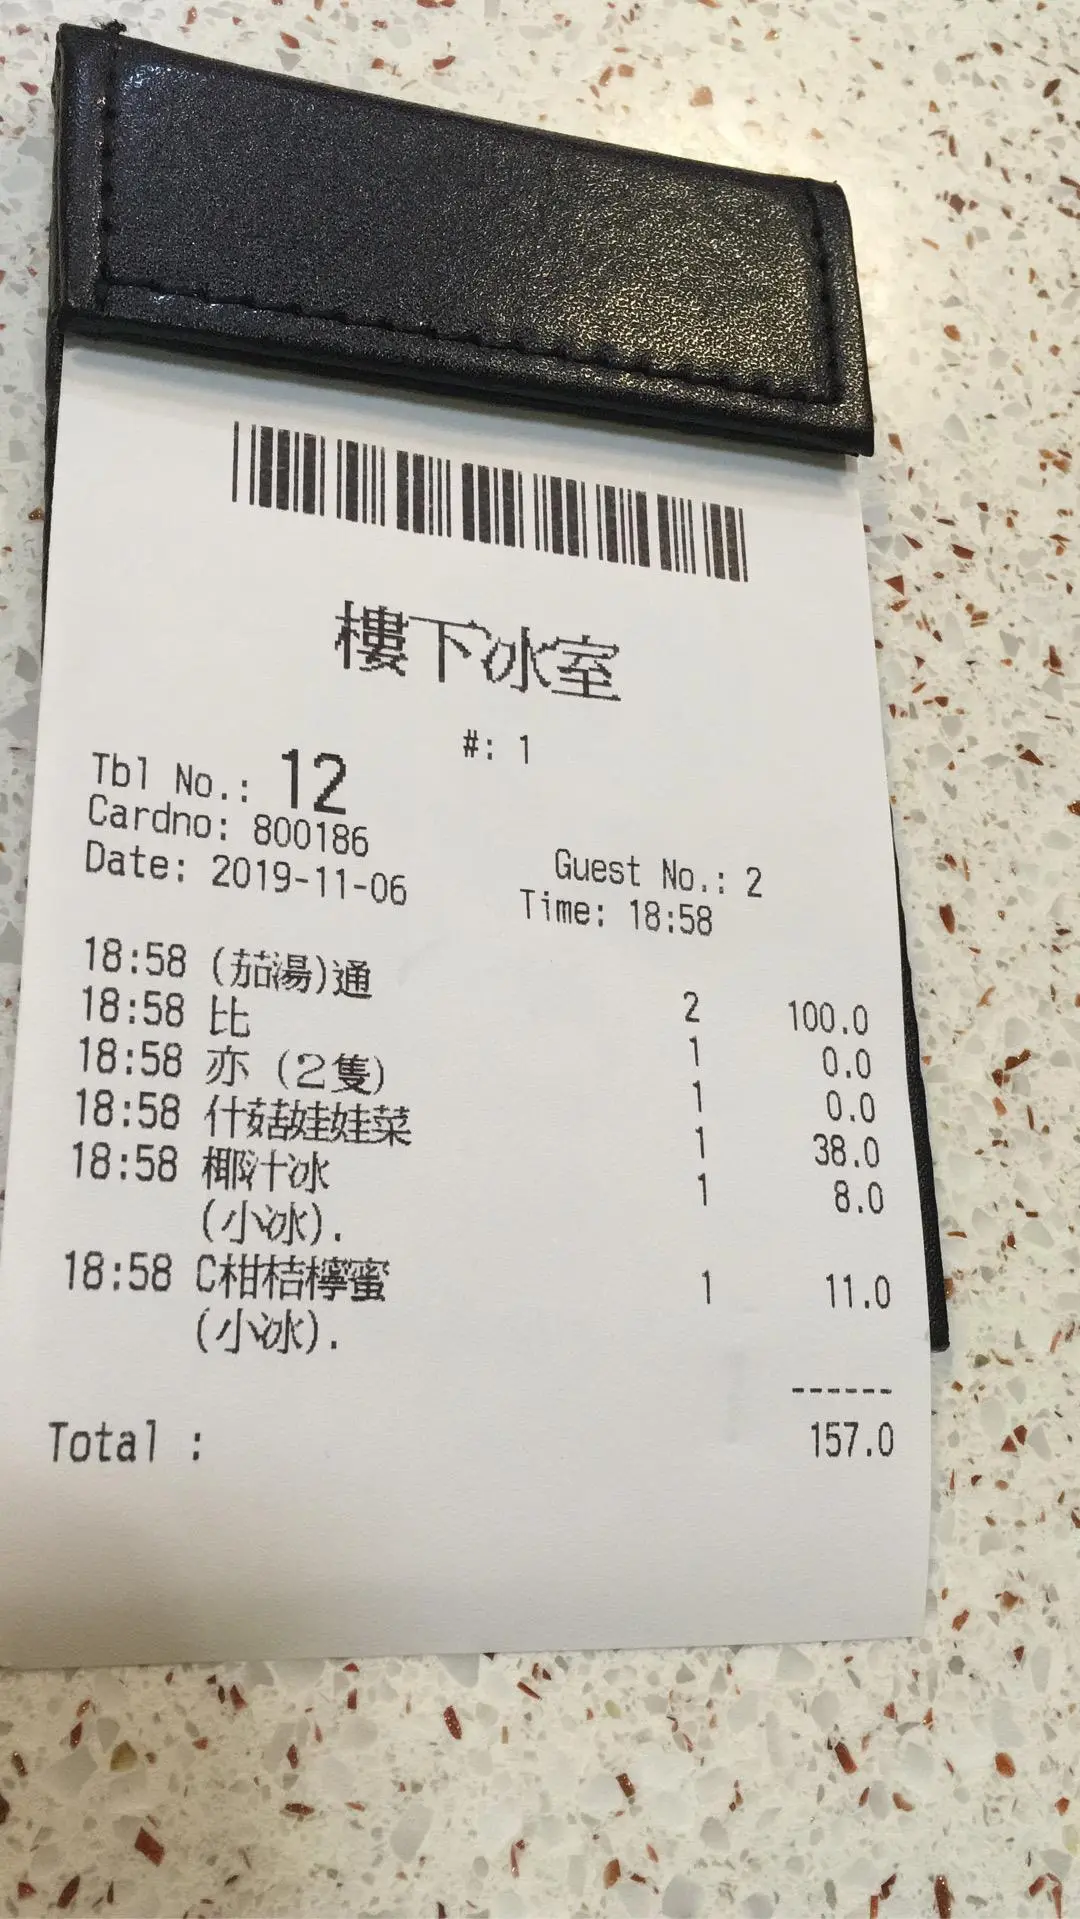 樓下冰室
#: 1
Tbl No.: 12
Cardno: 800186 Guest No.: 2
Date: 2019-11-06 Time: 18:58
18:58 (茄湯)通 2 100.0
18:58 比 1 0.0
18:58 亦 (2隻) 1 0.0
18:58 什菇娃娃菜 1 38.0
18:58 椰汁冰 1 8.0
(小冰).
18:58 C柑桔檸蜜 1 11.0
(小冰).
------
Total : 157.0